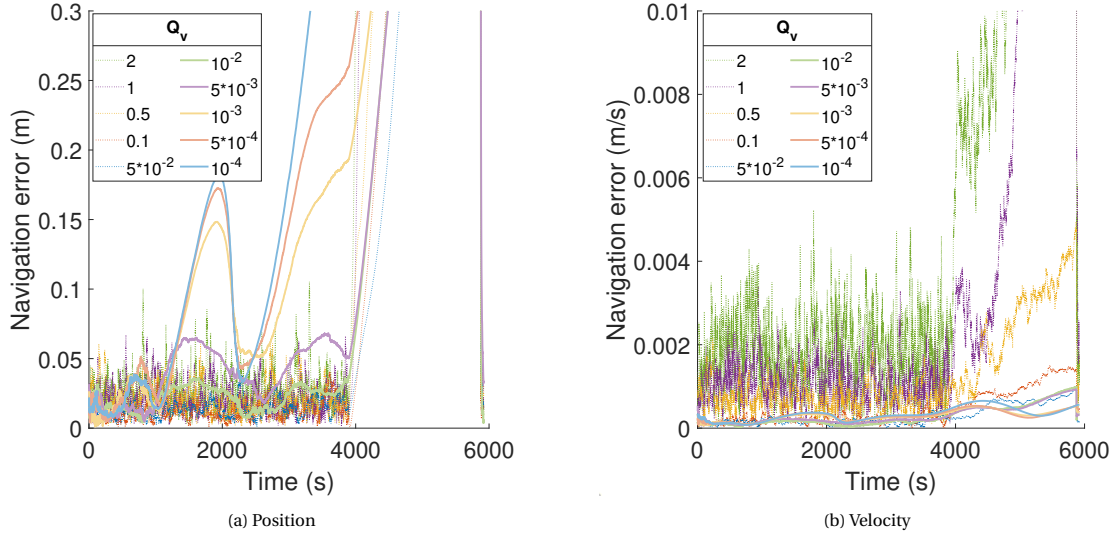 Q_v
2 10^-2
1 5*10^-3
0.5 10^-3
0.1 5*10^-4
5*10^-2 10^-4
Navigation error (m)
0.3
0.25
0.2
0.15
0.1
0.05
0
0 2000 4000 6000
Time (s)
(a) Position
Q_v
2 10^-2
1 5*10^-3
0.5 10^-3
0.1 5*10^-4
5*10^-2 10^-4
Navigation error (m/s)
0.01
0.008
0.006
0.004
0.002
0
0 2000 4000 6000
Time (s)
(b) Velocity